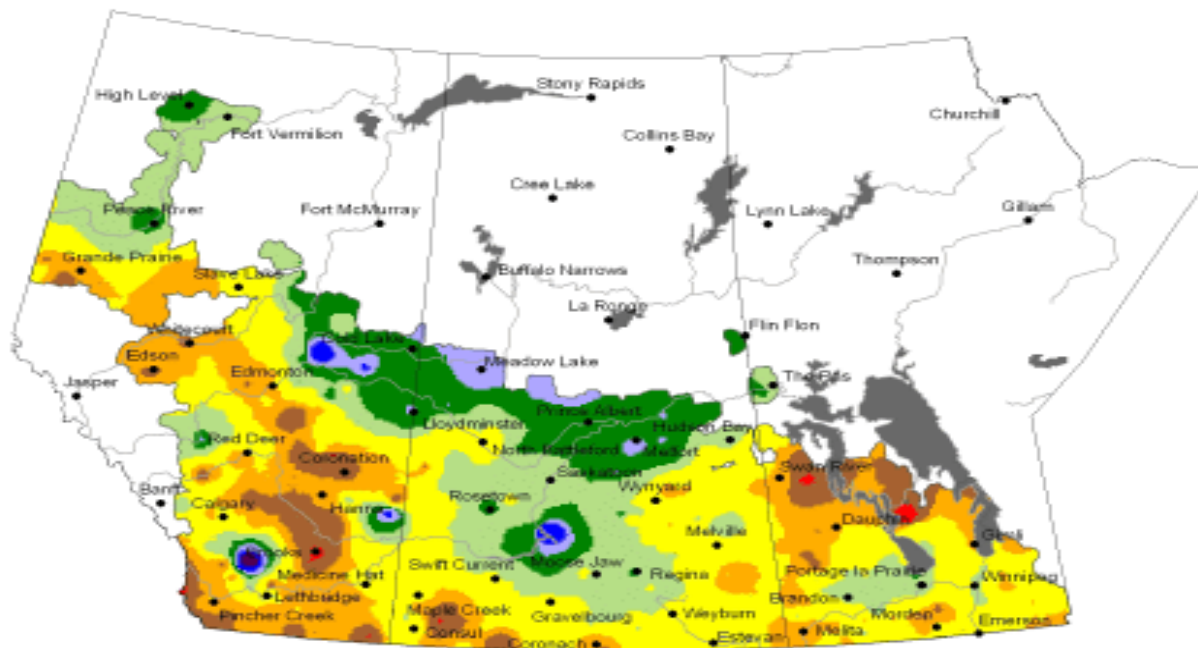 Stony Rapids
High Level
Churchill
Fort Vermilion
Collins Bay
Cree Lake
Peace River
Fort McMurray
Lynn Lake
Gillam
Grande Prairie
Slave Lake
Buffalo Narrows
Thompson
La Ronge
Whitecourt
Flin Flon
Cold Lake
Edson
Meadow Lake
Jasper
Edmonton
The Pas
Lloydminster
Prince Albert
Hudson Bay
Red Deer
North Battleford
Melfort
Coronation
Saskatoon
Swan River
Banff
Calgary
Hanna
Rosetown
Wynyard
Dauphin
Melville
Gimli
Brooks
Medicine Hat
Swift Current
Moose Jaw
Regina
Portage la Prairie
Winnipeg
Lethbridge
Brandon
Pincher Creek
Maple Creek
Gravelbourg
Weyburn
Morden
Emerson
Consul
Coronach
Estevan
Melita